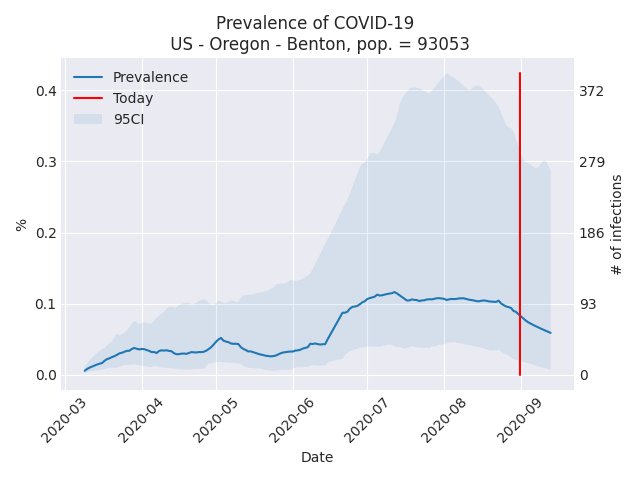 Prevalence of COVID-19
US - Oregon - Benton, pop. = 93053
Prevalence
Today
95CI
0.4
0.3
0.2
0.1
0.0
%
372
279
186
93
0
# of infections
2020-03
2020-04
2020-05
2020-06
2020-07
2020-08
2020-09
Date